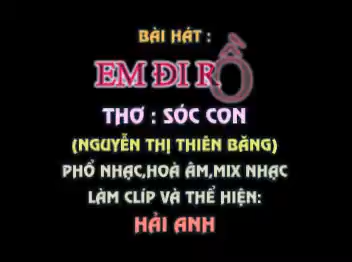 BÀI HÁT :
EM ĐI RỒ
THƠ : SÓC CON
(NGUYỄN THỊ THIÊN BĂNG)
PHỔ NHẠC,HOÀ ÂM,MIX NHẠC
LÀM CLÍP VÀ THỂ HIỆN:
HẢI ANH